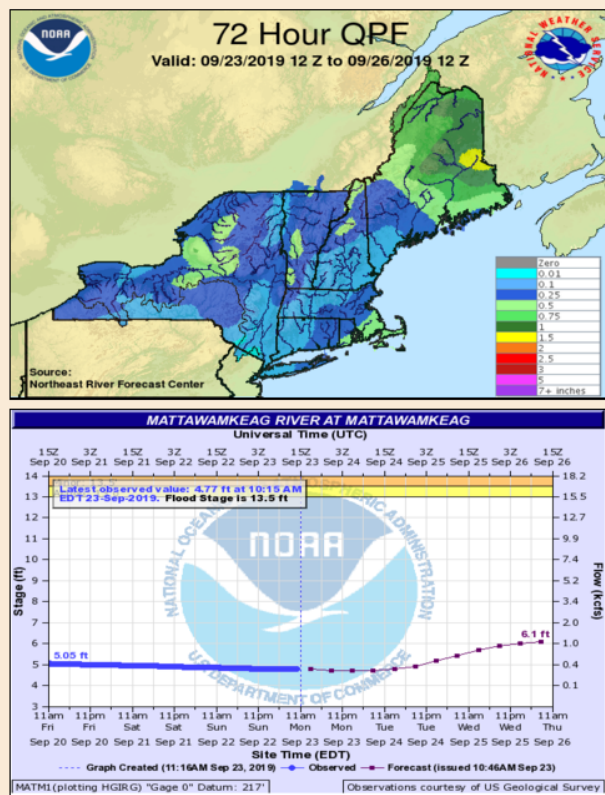 72 Hour QPF
Valid: 09/23/2019 12 Z to 09/26/2019 12 Z
NOAA
NATIONAL WEATHER SERVICE
Source:
Northeast River Forecast Center
Zero
0.01
0.1
0.25
0.5
0.75
1
1.5
2
2.5
3
5
7+ inches
MATTAWAMKEAG RIVER AT MATTAWAMKEAG
Universal Time (UTC)
15Z 3Z 15Z 3Z 15Z 3Z 15Z 3Z 15Z 3Z 15Z 3Z 15Z
Sep 20 Sep 21 Sep 21 Sep 22 Sep 22 Sep 23 Sep 23 Sep 24 Sep 24 Sep 25 Sep 25 Sep 26 Sep 26
Latest observed value: 4.77 ft at 10:15 AM
EDT 23-Sep-2019. Flood Stage is 13.5 ft
NOAA
U.S. DEPARTMENT OF COMMERCE
Stage (ft)
14
13
12
11
10
9
8
7
6
5
4
3
Flow (kcfs)
18.2
15.5
12.7
9.9
7.4
5.2
3.4
2.0
1.0
0.4
0.1
5.05 ft
6.1 ft
11am 11pm 11am 11pm 11am 11pm 11am 11pm 11am 11pm 11am 11pm 11am
Fri Fri Sat Sat Sun Sun Mon Mon Tue Tue Wed Wed Thu
Sep 20 Sep 20 Sep 21 Sep 21 Sep 22 Sep 22 Sep 23 Sep 23 Sep 24 Sep 24 Sep 25 Sep 25 Sep 26
Site Time (EDT)
Graph Created (11:16AM Sep 23, 2019) Observed Forecast (issued 10:46AM Sep 23)
MATM1(plotting HGIRG) "Gage 0" Datum: 217'
Observations courtesy of US Geological Survey